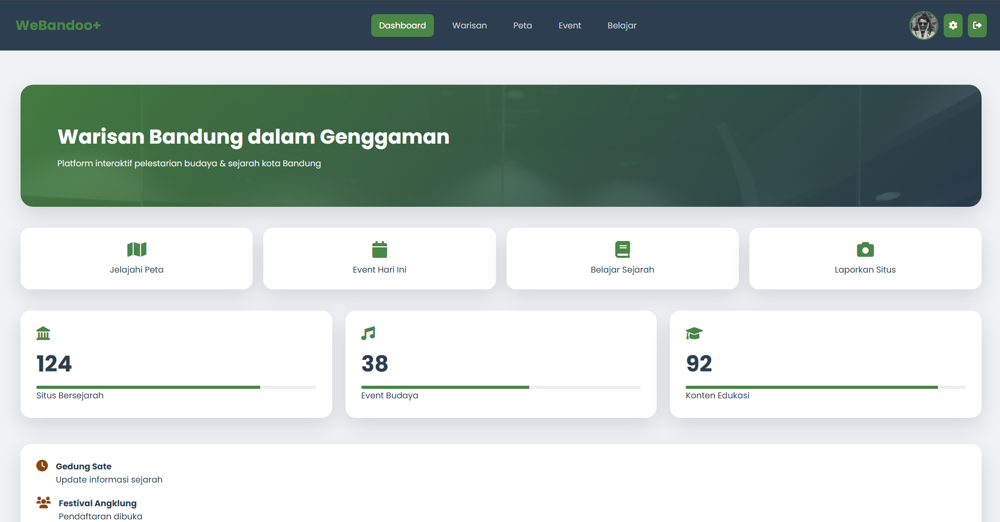 WeBandoo+
Dashboard
Warisan
Peta
Event
Belajar
Warisan Bandung dalam Genggaman
Platform interaktif pelestarian budaya & sejarah kota Bandung
Jelajahi Peta
Event Hari Ini
Belajar Sejarah
Laporkan Situs
124
Situs Bersejarah
38
Event Budaya
92
Konten Edukasi
Gedung Sate
Update informasi sejarah
Festival Angklung
Pendaftaran dibuka